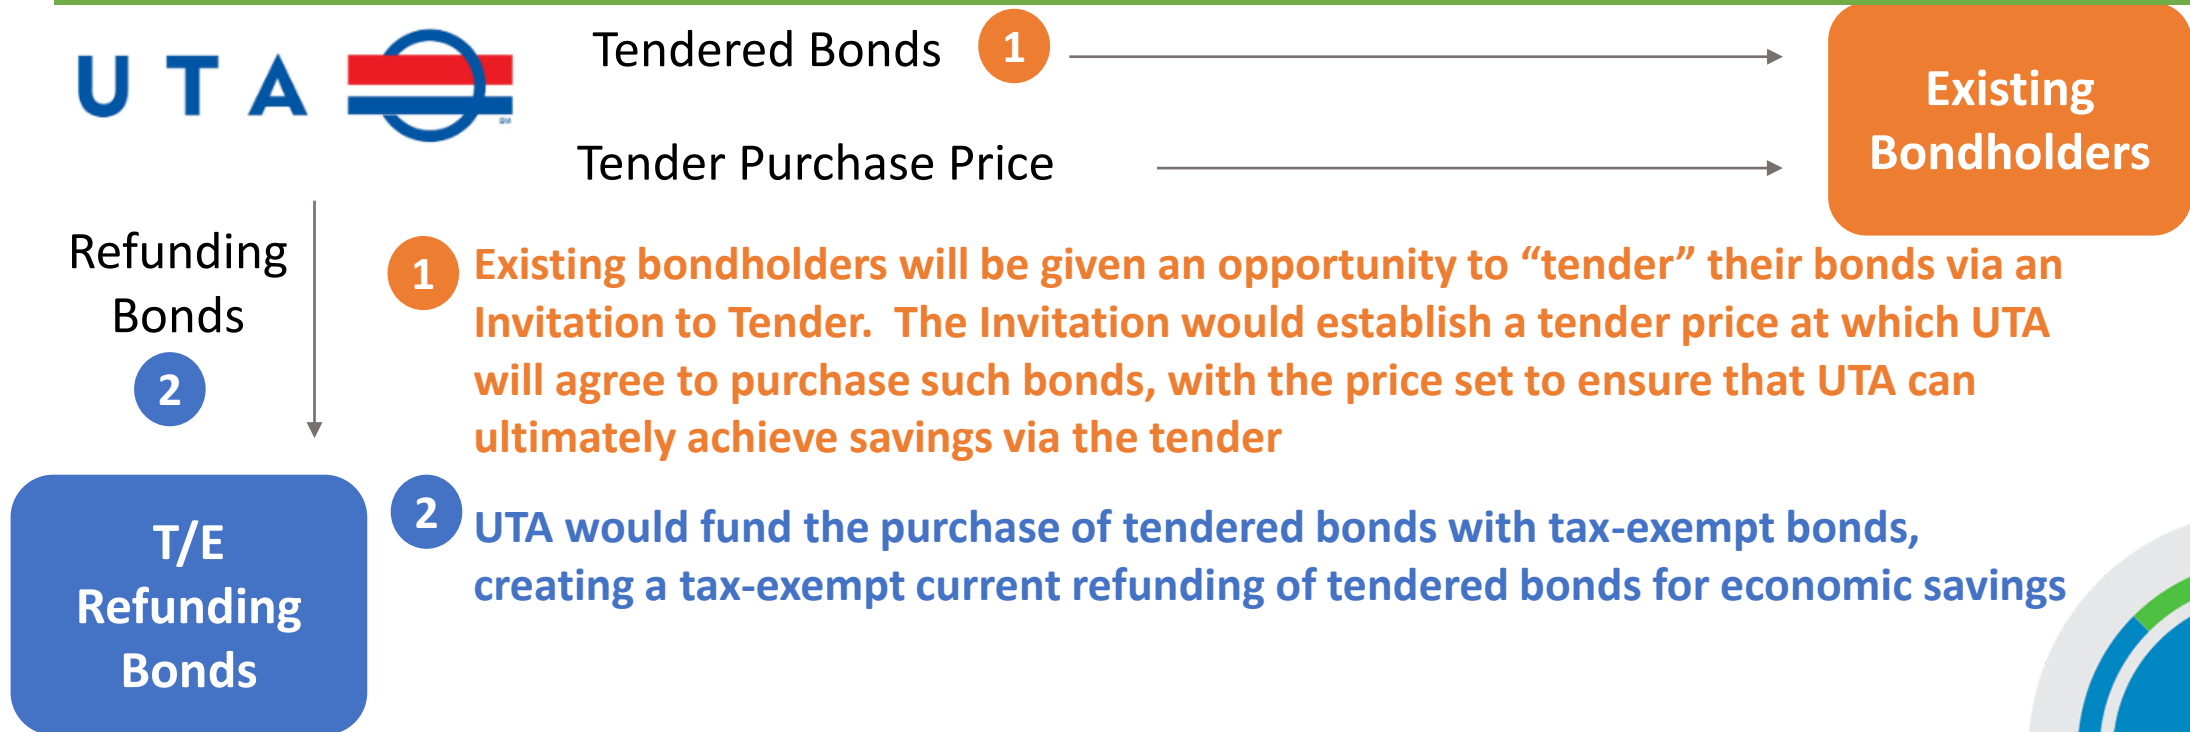 UTA
SM
Tendered Bonds 1
Existing
Bondholders
Tender Purchase Price
Refunding
Bonds
2
1 Existing bondholders will be given an opportunity to “tender” their bonds via an
Invitation to Tender.  The Invitation would establish a tender price at which UTA
will agree to purchase such bonds, with the price set to ensure that UTA can
ultimately achieve savings via the tender
T/E
Refunding
Bonds
2 UTA would fund the purchase of tendered bonds with tax-exempt bonds,
creating a tax-exempt current refunding of tendered bonds for economic savings